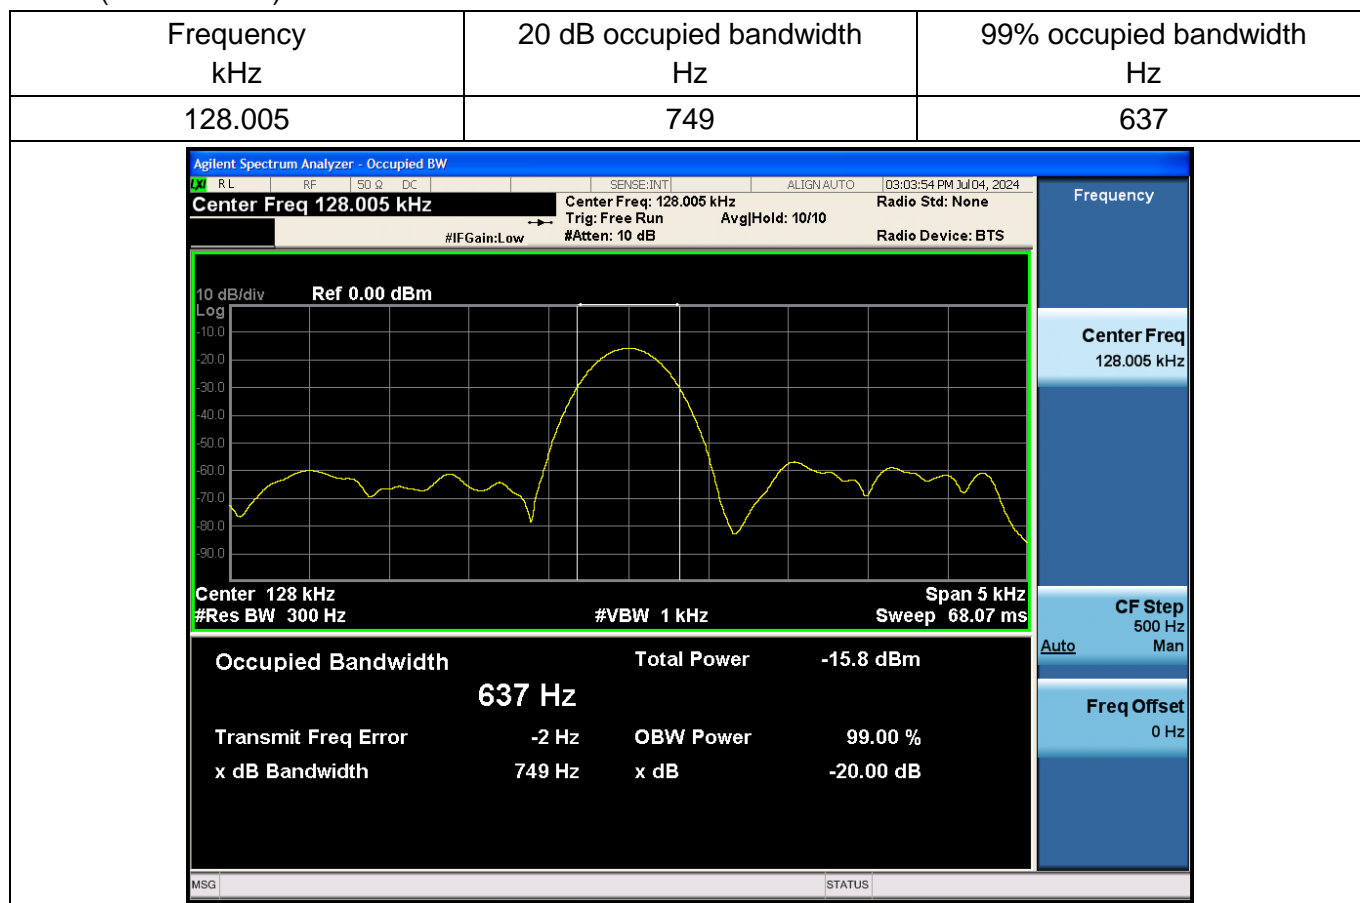 Frequency 20 dB occupied bandwidth 99% occupied bandwidth
kHz Hz Hz
128.005 749 637
Agilent Spectrum Analyzer - Occupied BW
LXI RL RF 50 Ω DC SENSE:INT ALIGN AUTO 03:03:54 PM Jul 04, 2024
Center Freq 128.005 kHz Center Freq: 128.005 kHz Radio Std: None
Trig: Free Run Avg|Hold: 10/10
#IFGain:Low #Atten: 10 dB Radio Device: BTS
Frequency
10 dB/div Ref 0.00 dBm
Log
-10.0
-20.0
-30.0
-40.0
-50.0
-60.0
-70.0
-80.0
-90.0
Center 128 kHz Span 5 kHz
#Res BW 300 Hz #VBW 1 kHz Sweep 68.07 ms
Occupied Bandwidth Total Power -15.8 dBm
637 Hz
Transmit Freq Error -2 Hz OBW Power 99.00 %
x dB Bandwidth 749 Hz x dB -20.00 dB
Center Freq
128.005 kHz
CF Step
500 Hz
Auto Man
Freq Offset
0 Hz
MSG STATUS